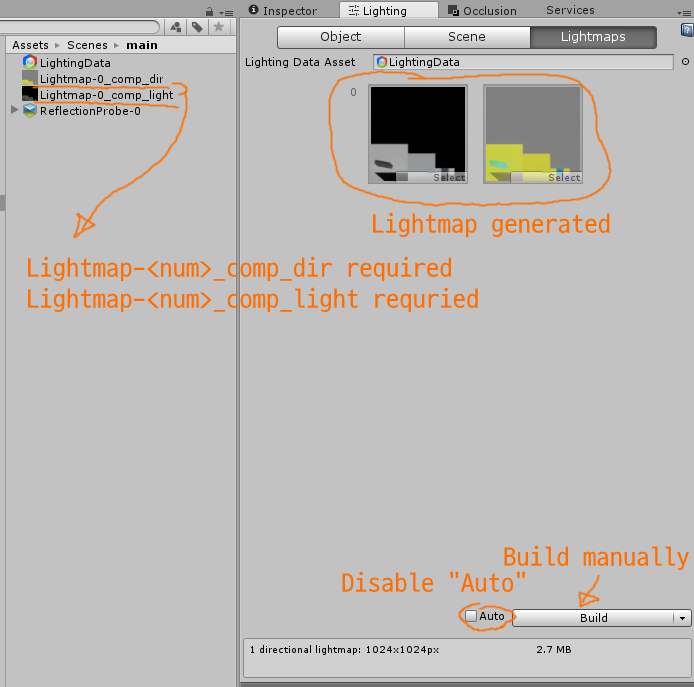 Inspector
Lighting
Occlusion
Services
Assets ▸ Scenes ▸ main
LightingData
Lightmap-0_comp_dir
Lightmap-0_comp_light
ReflectionProbe-0
Object
Scene
Lightmaps
Lighting Data Asset
LightingData
0
Select
Select
Lightmap generated
Lightmap-<num>_comp_dir required
Lightmap-<num>_comp_light requried
Build manually
Disable "Auto"
Auto
Build
1 directional lightmap: 1024x1024px
2.7 MB